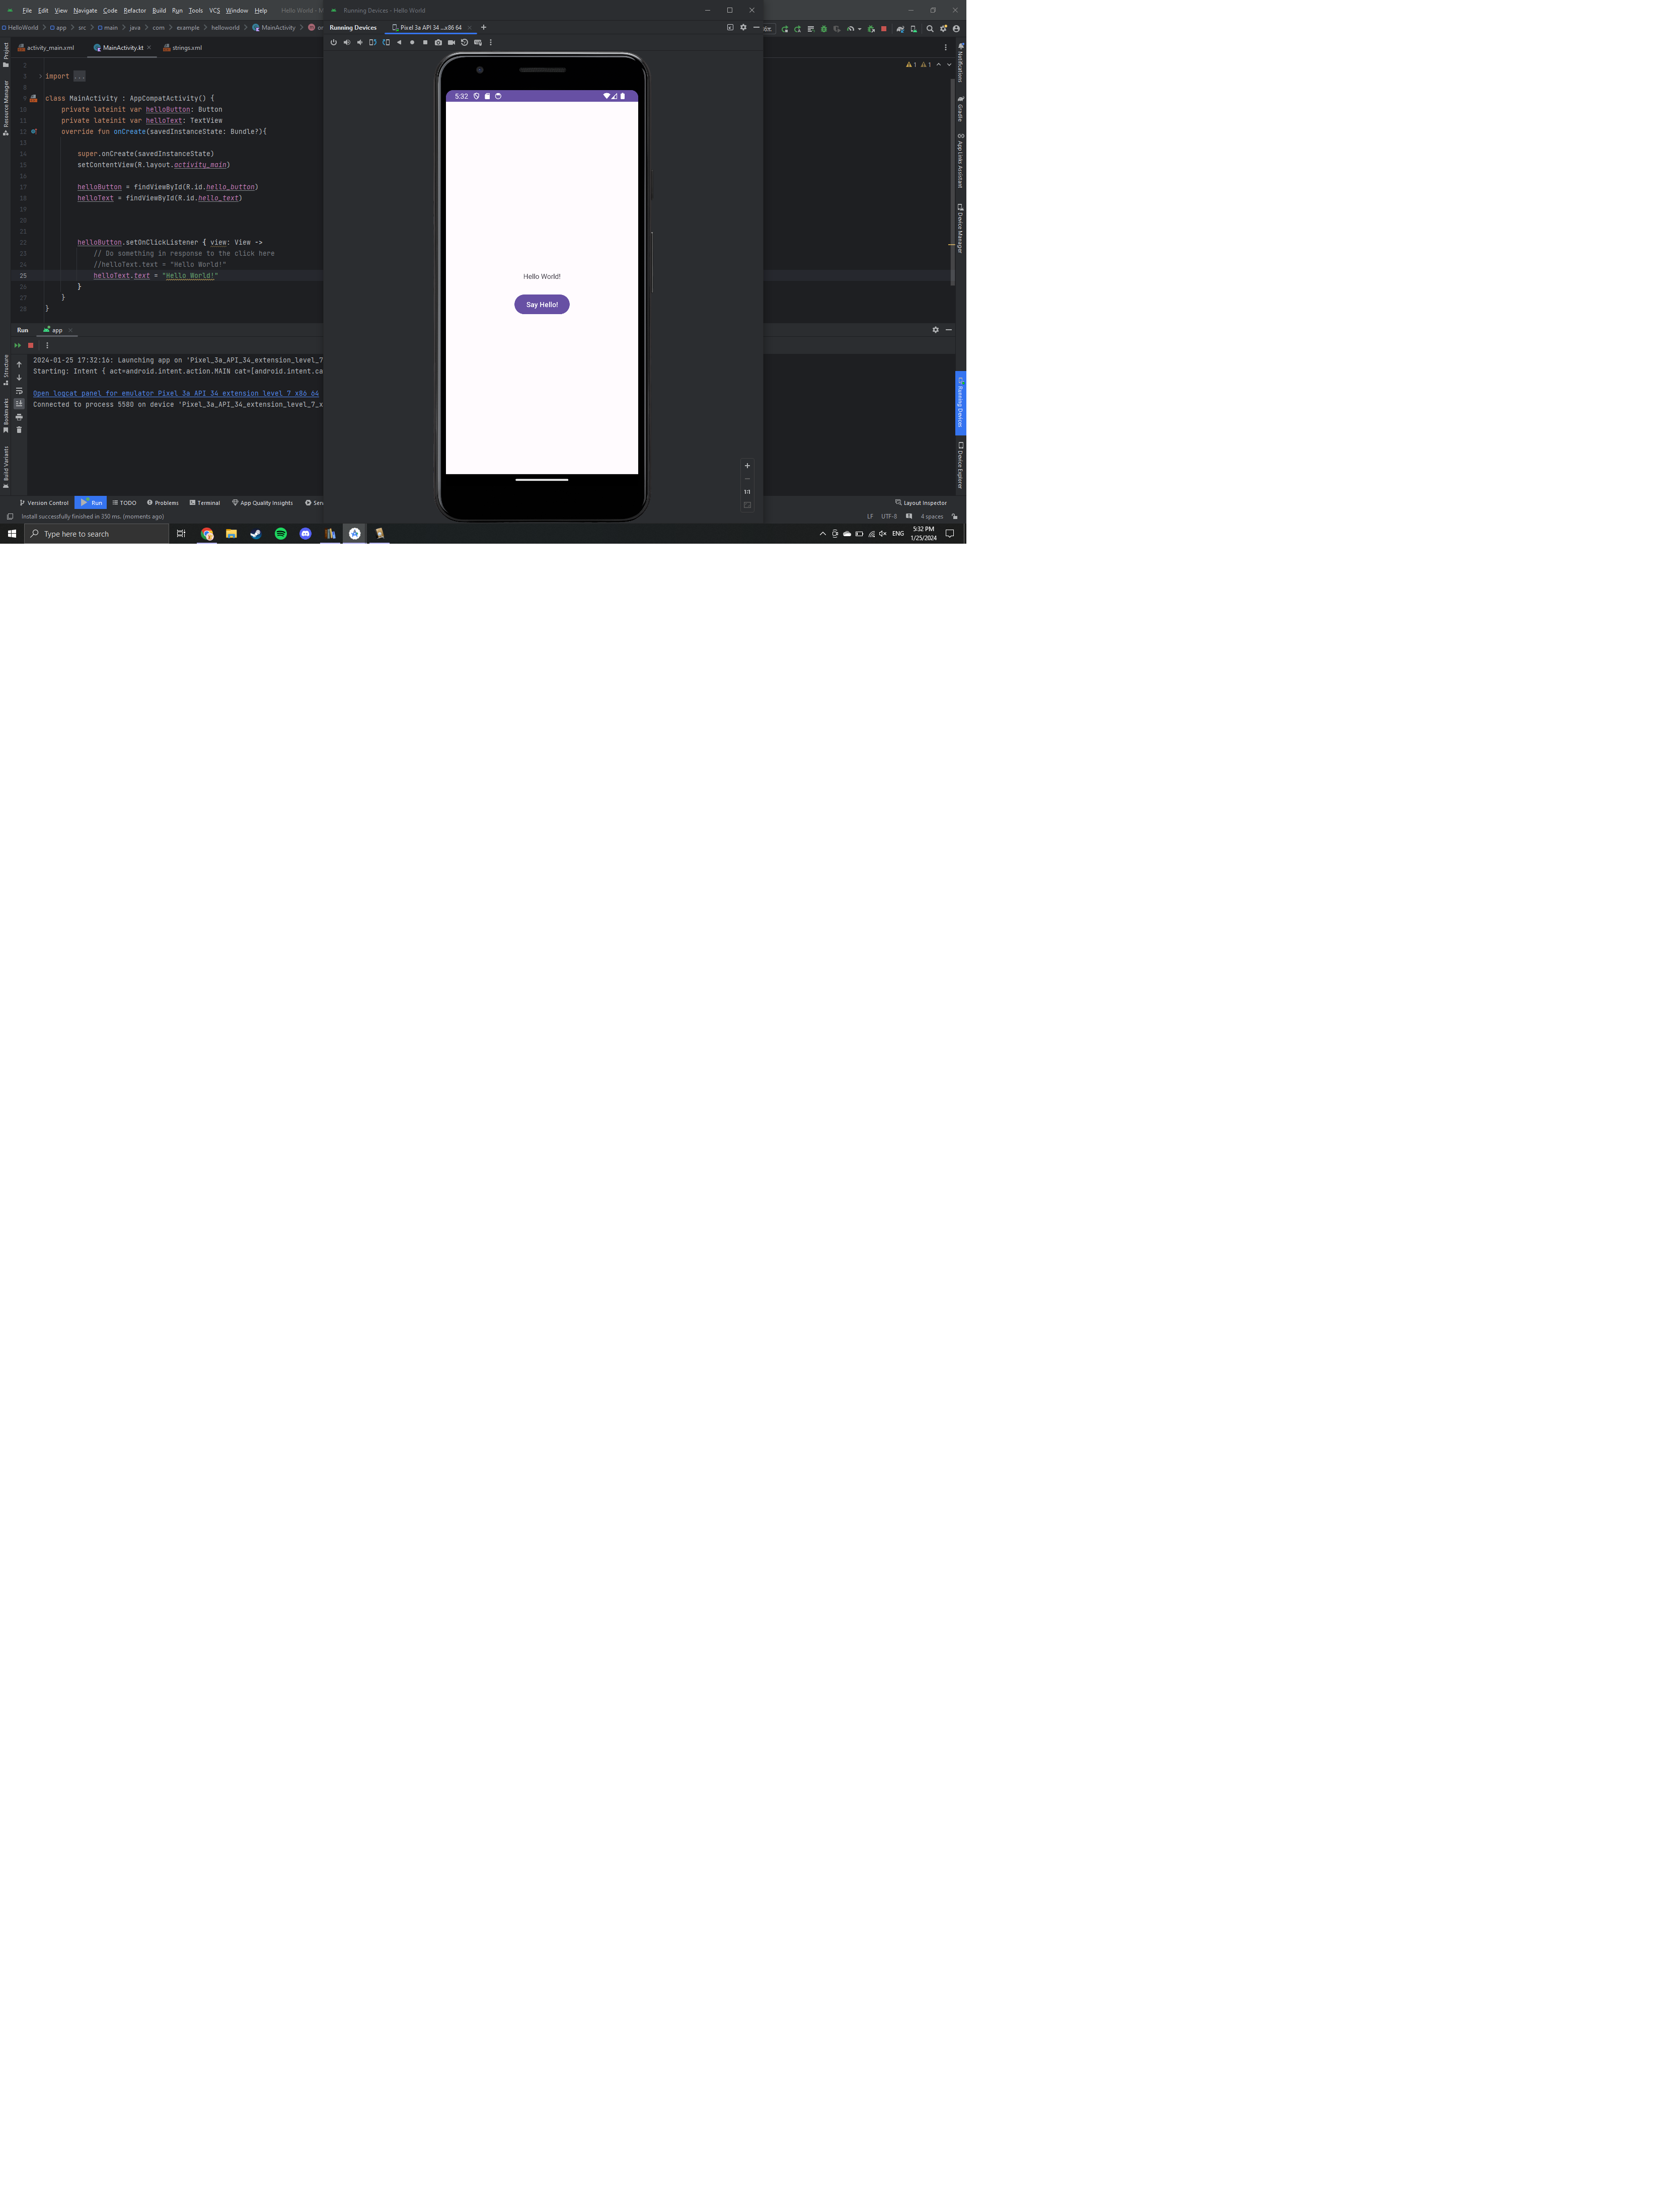 File Edit View Navigate Code Refactor Build Run Tools VCS Window Help Hello World - M
Running Devices - Hello World
HelloWorld app src main java com example helloworld MainActivity on
Running Devices Pixel 3a API 34 ...x86 64
activity_main.xml MainActivity.kt strings.xml
5:32
2
3 import ...
8
9 class MainActivity : AppCompatActivity() {
10 private lateinit var helloButton: Button
11 private lateinit var helloText: TextView
12 override fun onCreate(savedInstanceState: Bundle?){
13
14 super.onCreate(savedInstanceState)
15 setContentView(R.layout.activity_main)
16
17 helloButton = findViewById(R.id.hello_button)
18 helloText = findViewById(R.id.hello_text)
19
20
21
22 helloButton.setOnClickListener { view: View ->
23 // Do something in response to the click here
24 //helloText.text = "Hello World!"
25 helloText.text = "Hello World!"
26 }
27 }
28 }
1 1
Hello World!
Say Hello!
1:1
Project
Resource Manager
Structure
Bookmarks
Build Variants
Notifications
Gradle
App Links Assistant
Device Manager
Running Devices
Device Explorer
Run app
2024-01-25 17:32:16: Launching app on 'Pixel_3a_API_34_extension_level_7
Starting: Intent { act=android.intent.action.MAIN cat=[android.intent.ca
Open logcat panel for emulator Pixel 3a API 34 extension level 7 x86 64
Connected to process 5580 on device 'Pixel_3a_API_34_extension_level_7_x
Version Control Run TODO Problems Terminal App Quality Insights Ser
Layout Inspector
Install successfully finished in 350 ms. (moments ago)
LF UTF-8 4 spaces
Type here to search
ENG
5:32 PM
1/25/2024